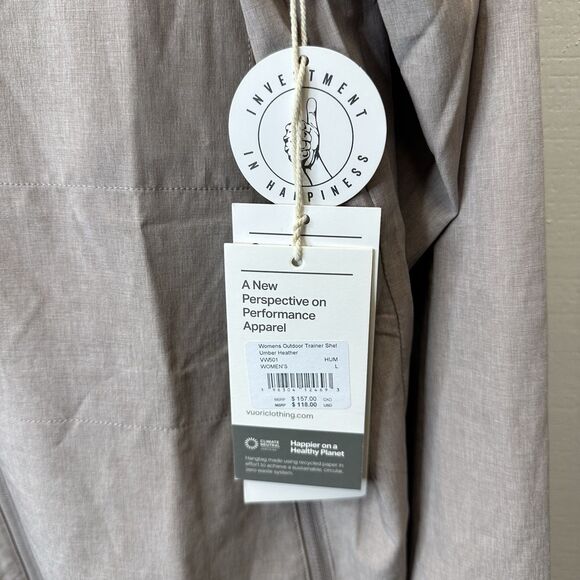 INVESTMENT
IN HAPPINESS
A New
Perspective on
Performance
Apparel
Womens Outdoor Trainer Shel
Umber Heather
VW501 HUM
WOMEN'S L
MSRP $ 157.00 CAD
MSRP $ 118.00 USD
vuoriclothing.com
CLIMATE
NEUTRAL
CERTIFIED
Happier on a
Healthy Planet
Hangtag made using recycled paper in
effort to achieve a sustainable, circular,
zero waste system.